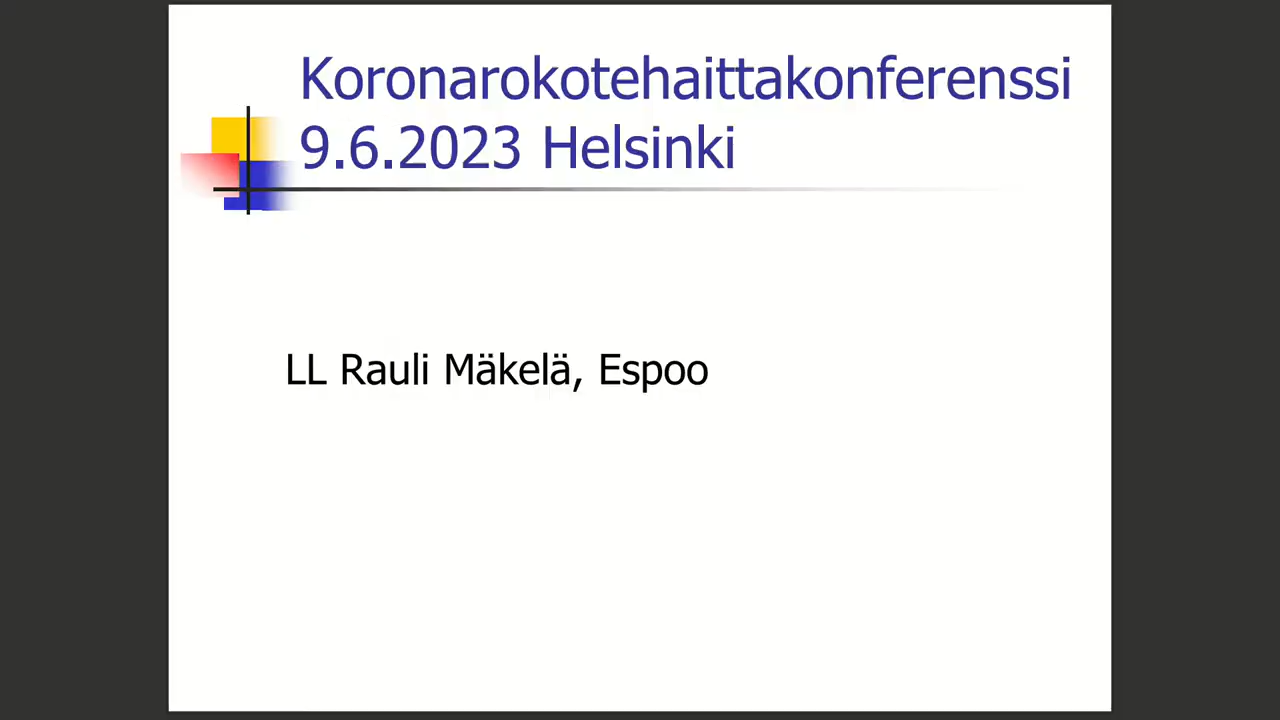 Koronarokotehaittakonferenssi
9.6.2023 Helsinki
LL Rauli Mäkelä, Espoo